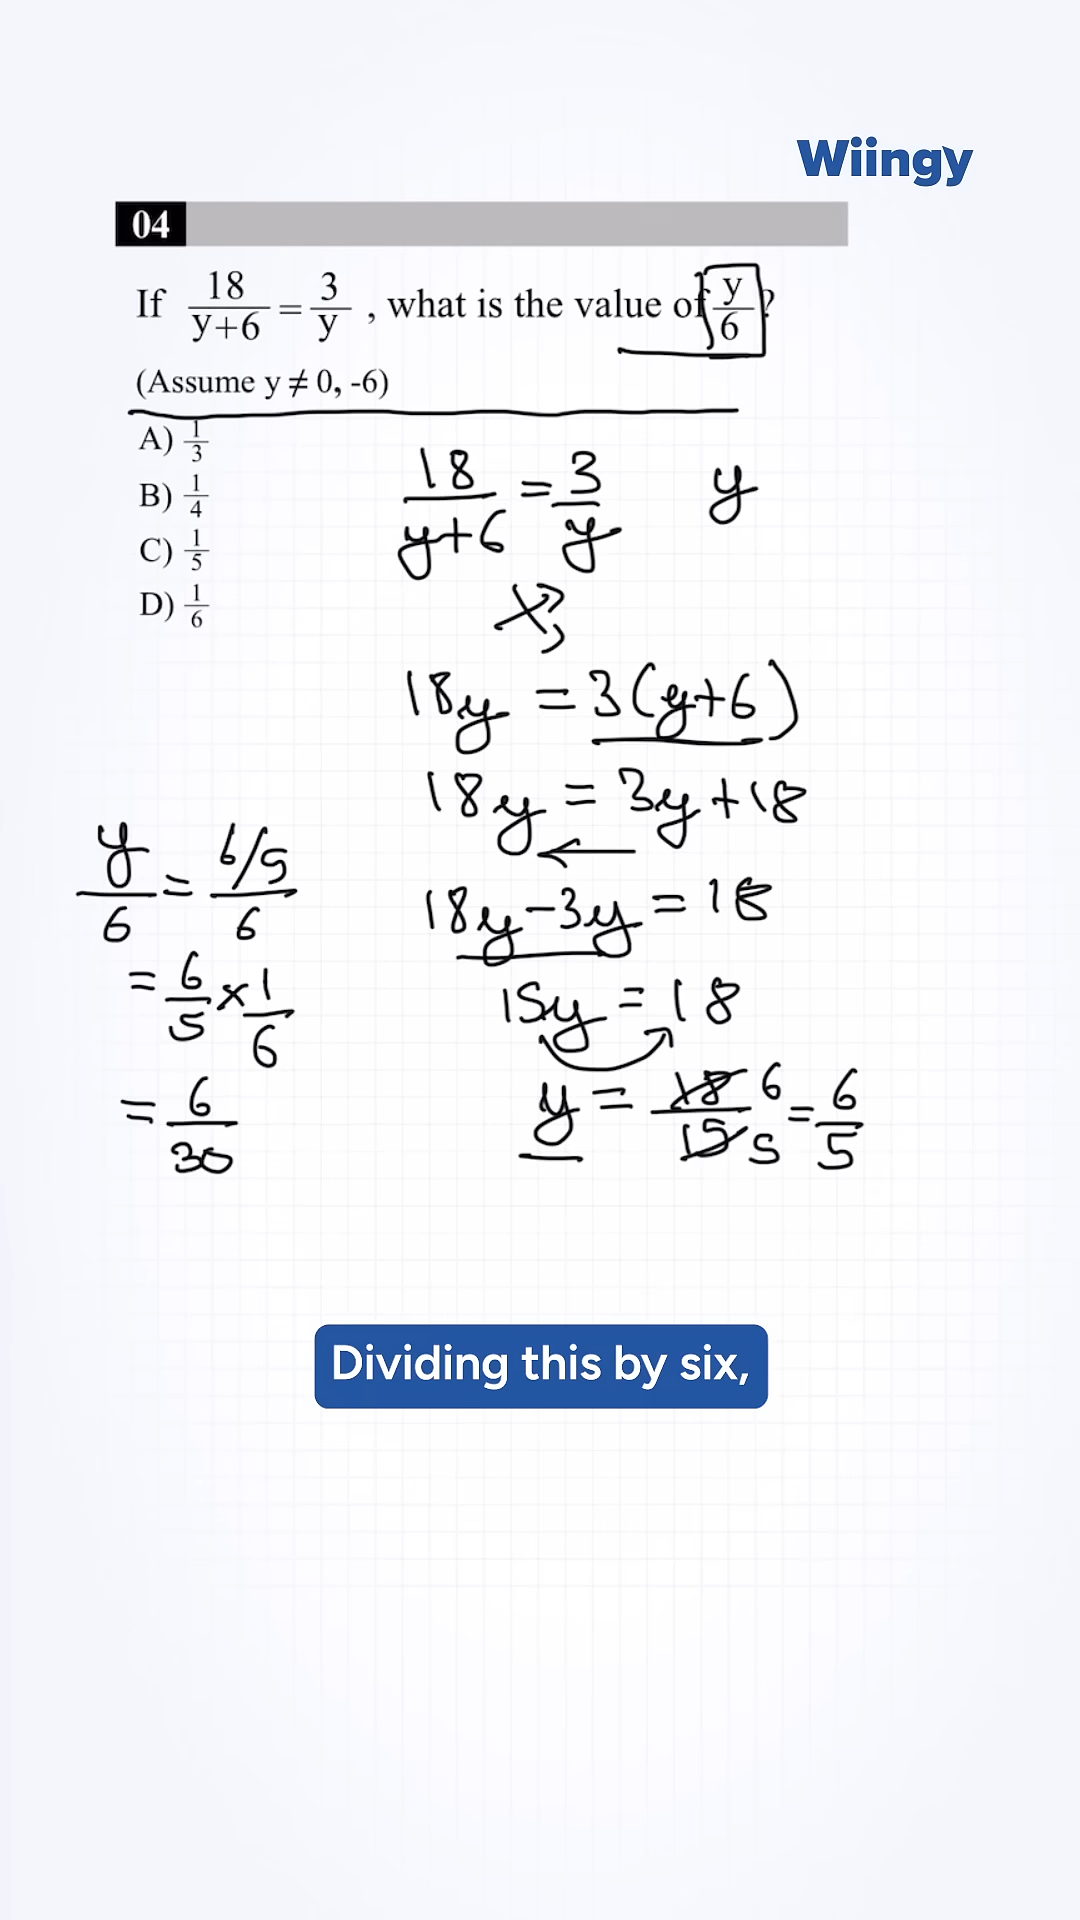 Wiingy
04
If 18/(y+6) = 3/y , what is the value of y/6 ?
(Assume y ≠ 0, -6)
A) 1/3
B) 1/4
C) 1/5
D) 1/6
18/(y+6) = 3/y y
18y = 3(y+6)
18y = 3y+18
18y-3y = 18
15y = 18
y = 18/15 6/5 = 6/5
y/6 = (6/5)/6
= 6/5 × 1/6
= 6/30
Dividing this by six,